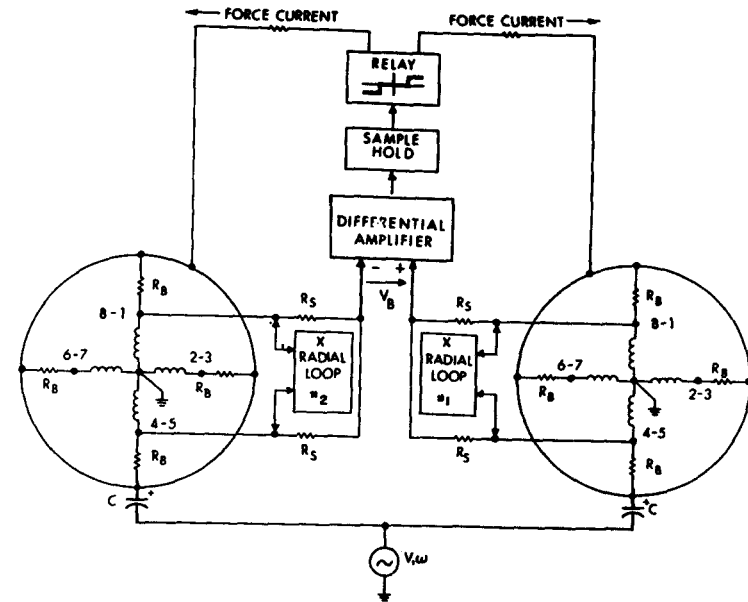 FORCE CURRENT
FORCE CURRENT
RELAY
SAMPLE
HOLD
DIFFERENTIAL
AMPLIFIER
- +
V_B
R_B
8-1
6-7
2-3
R_B
R_B
4-5
R_B
C +
R_S
X
RADIAL
LOOP
#2
R_S
R_S
X
RADIAL
LOOP
#1
R_S
R_B
8-1
6-7
R_B
2-3
R_B
4-5
R_B
+C
V,ω